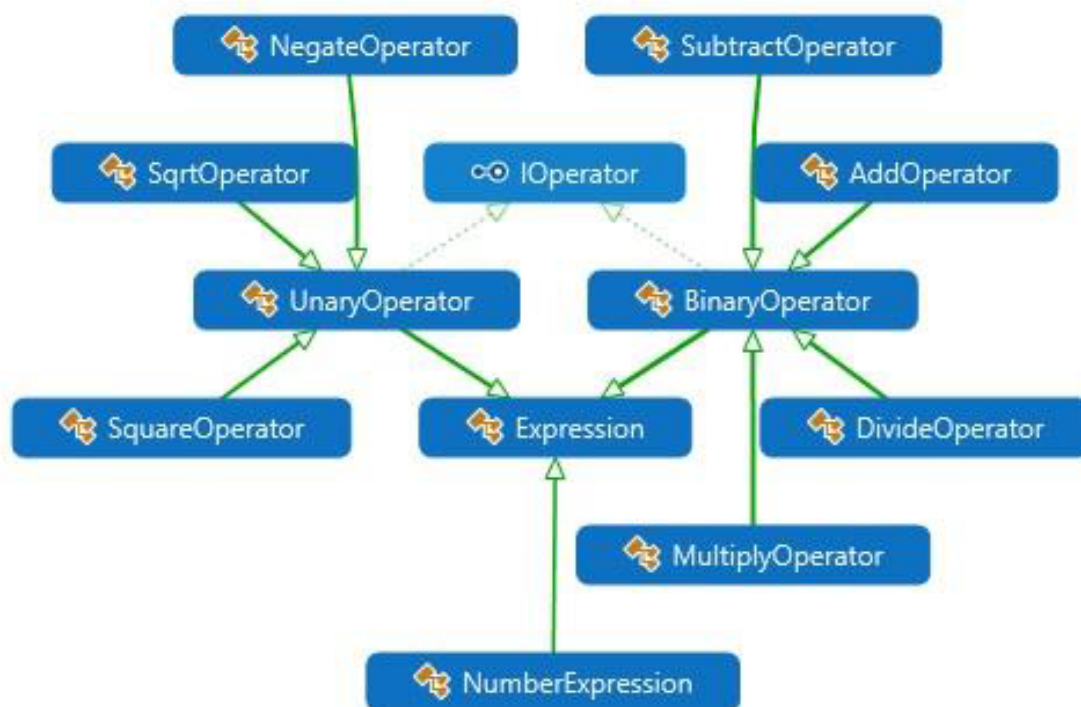 NegateOperator
SubtractOperator
SqrtOperator
IOperator
AddOperator
UnaryOperator
BinaryOperator
SquareOperator
Expression
DivideOperator
MultiplyOperator
NumberExpression